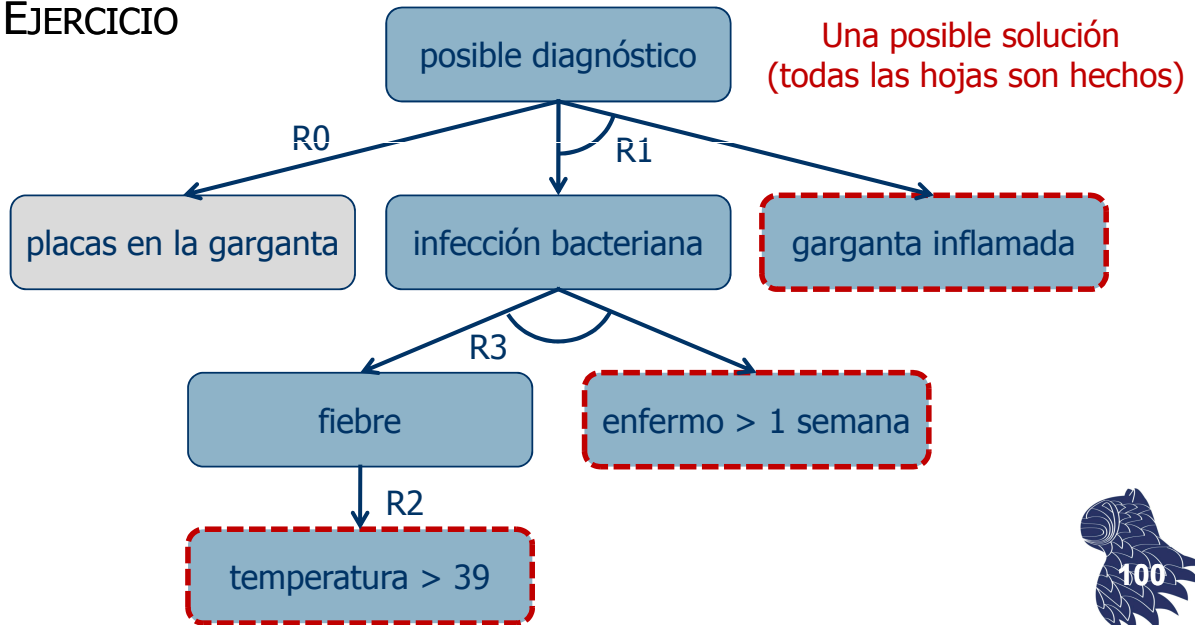 EJERCICIO
posible diagnóstico
Una posible solución
(todas las hojas son hechos)
R0
R1
placas en la garganta
infección bacteriana
garganta inflamada
R3
fiebre
enfermo > 1 semana
R2
temperatura > 39
100